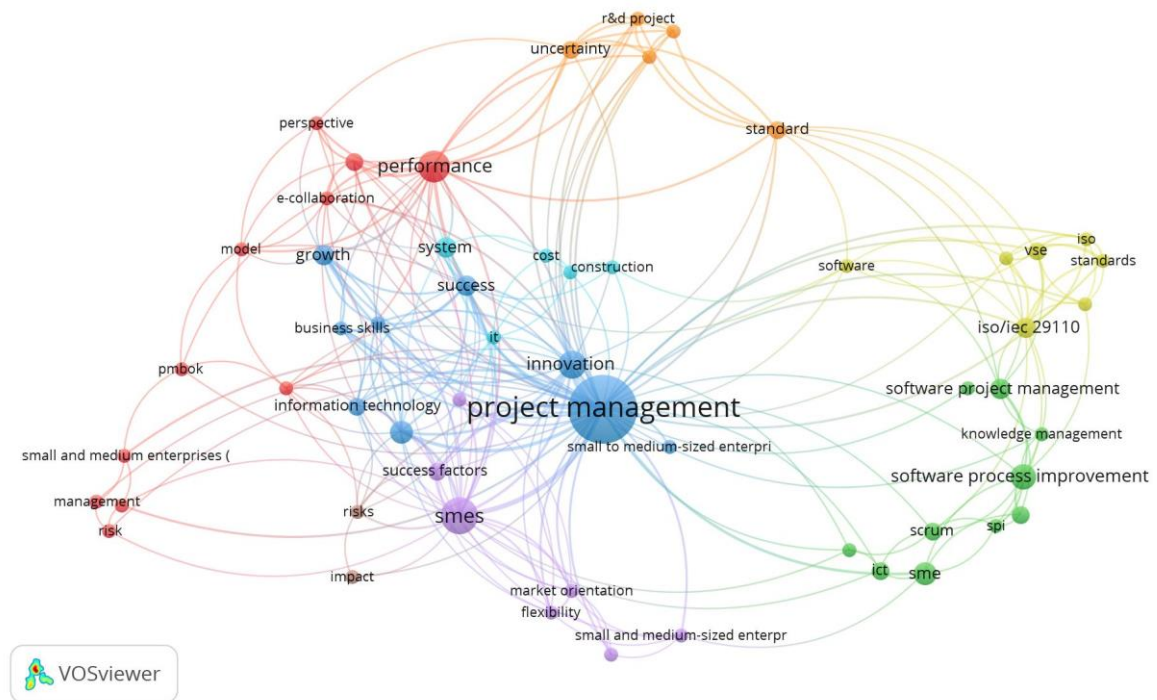 r&d project
uncertainty
perspective
standard
performance
e-collaboration
model
growth
system
cost
construction
software
iso
vse
standards
success
business skills
it
iso/iec 29110
pmbok
innovation
software project management
information technology
project management
knowledge management
small to medium-sized enterpri
small and medium enterprises (
success factors
software process improvement
management
risks
smes
risk
scrum
spi
impact
ict
sme
market orientation
flexibility
small and medium-sized enterpr
VOSviewer